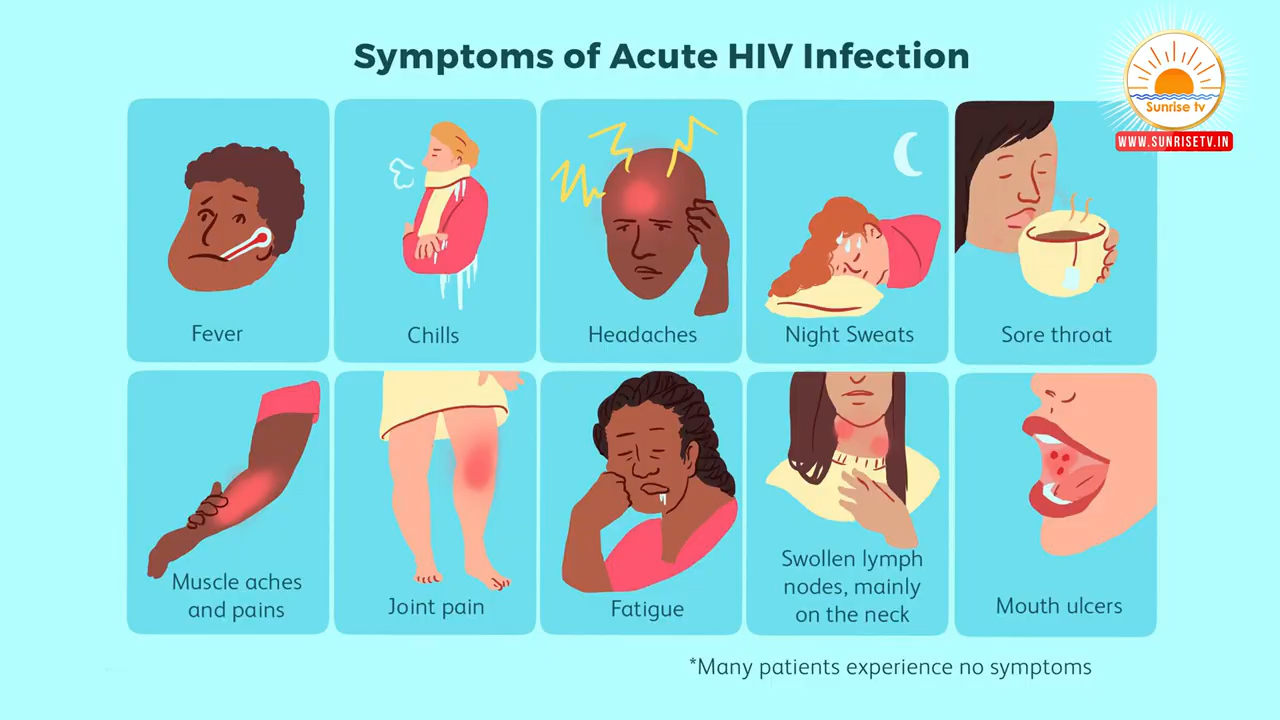 Symptoms of Acute HIV Infection
Sunrise tv
WWW.SUNRISETV.IN
Fever
Chills
Headaches
Night Sweats
Sore throat
Muscle aches
and pains
Joint pain
Fatigue
Swollen lymph
nodes, mainly
on the neck
Mouth ulcers
*Many patients experience no symptoms